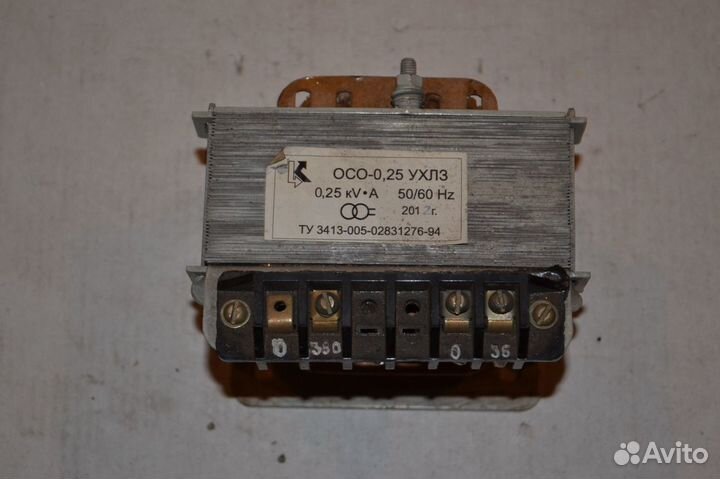 ОСО-0,25 УХЛ3
0,25 kV•A 50/60 Hz
2012г.
ТУ 3413-005-02831276-94
0 380 0 36
Avito